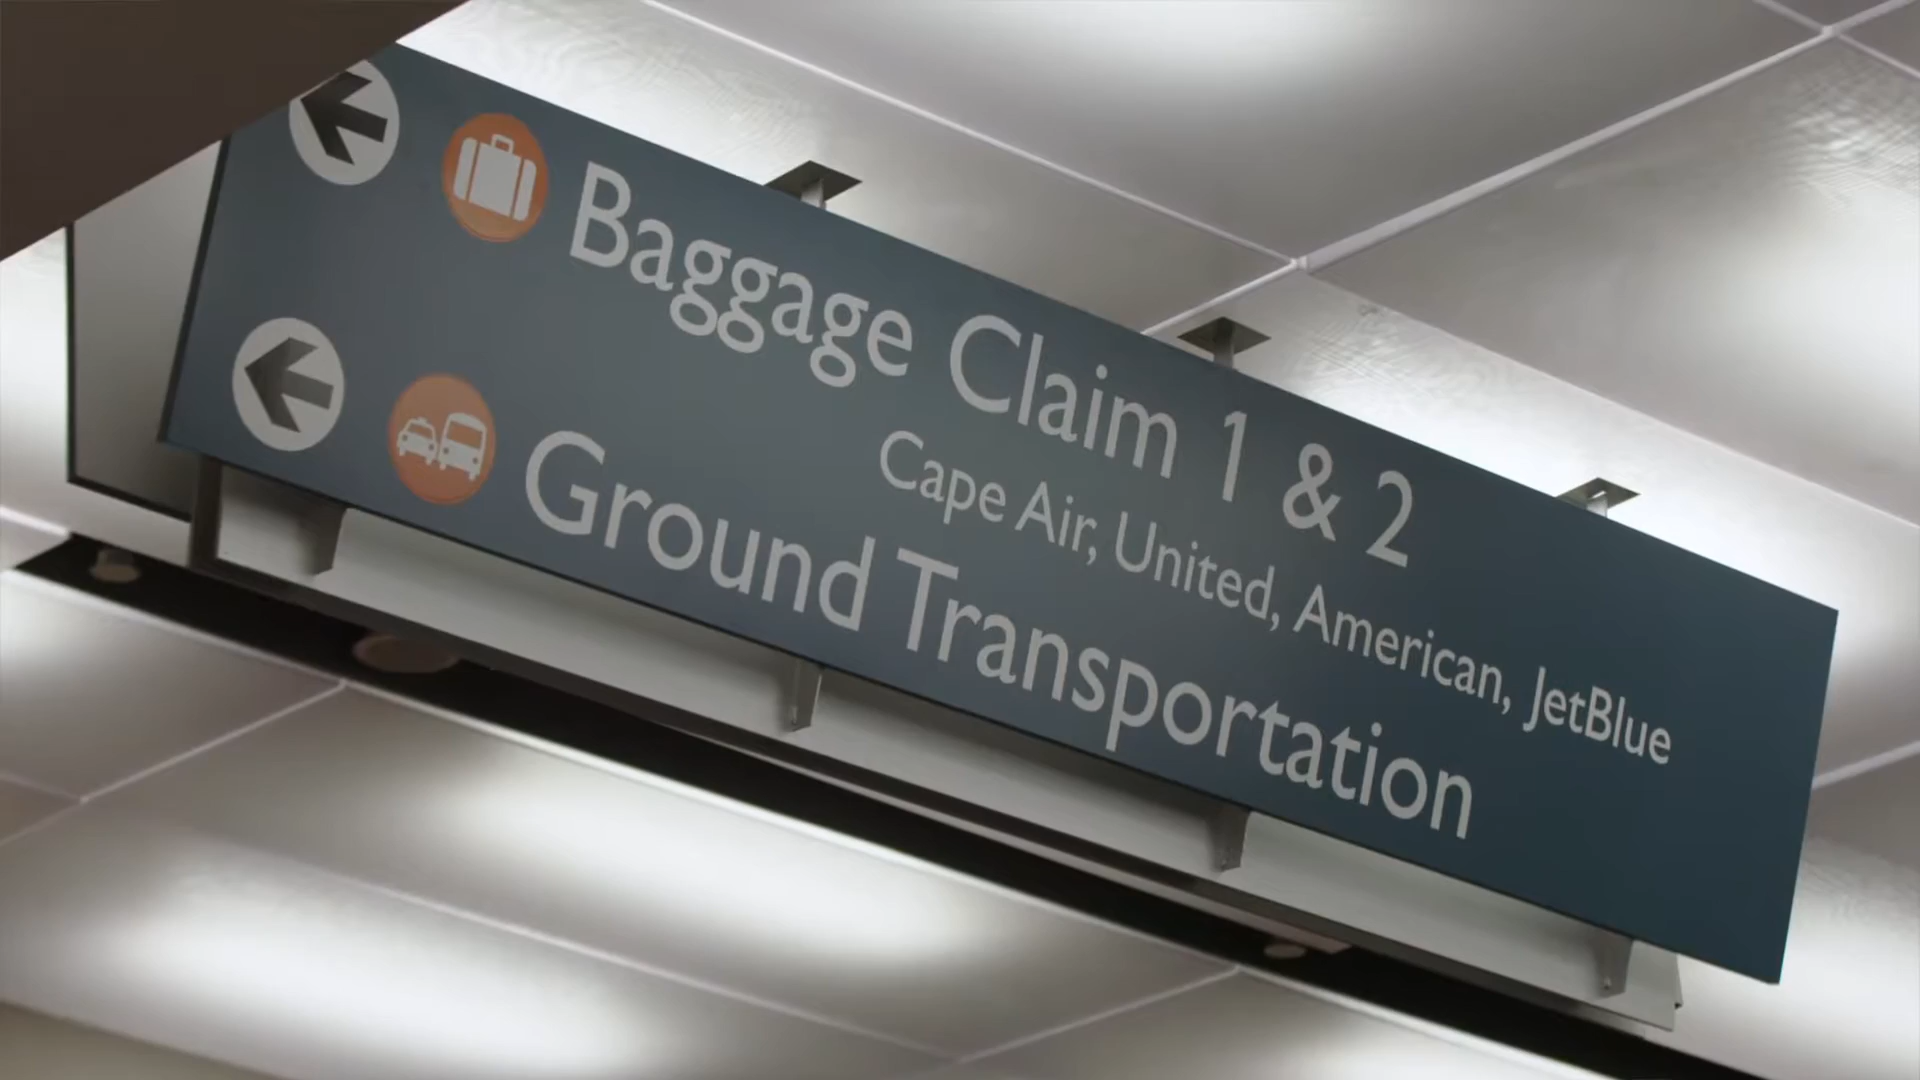 Baggage Claim 1 & 2
Cape Air, United, American, JetBlue
Ground Transportation